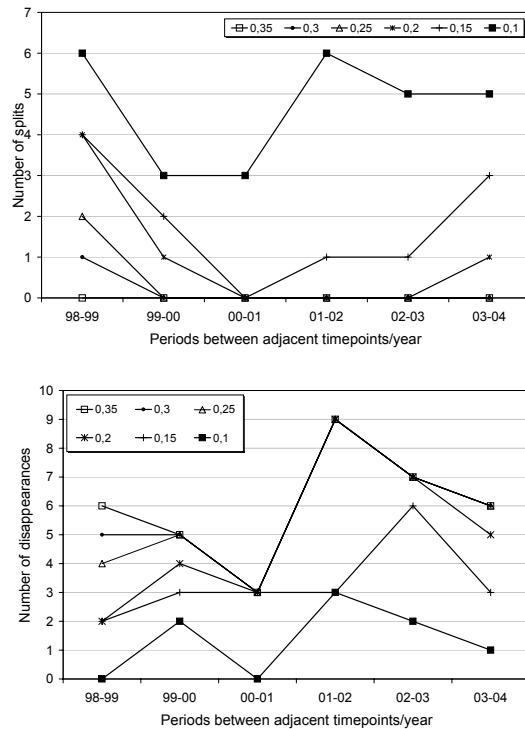 7
0,35 0,3 0,25 0,2 0,15 0,1
6
5
4
3
2
1
0
Number of splits
98-99 99-00 00-01 01-02 02-03 03-04
Periods between adjacent timepoints/year
10
9
0,35 0,3 0,25
0,2 0,15 0,1
8
7
6
5
4
3
2
1
0
Number of disappearances
98-99 99-00 00-01 01-02 02-03 03-04
Periods between adjacent timepoints/year